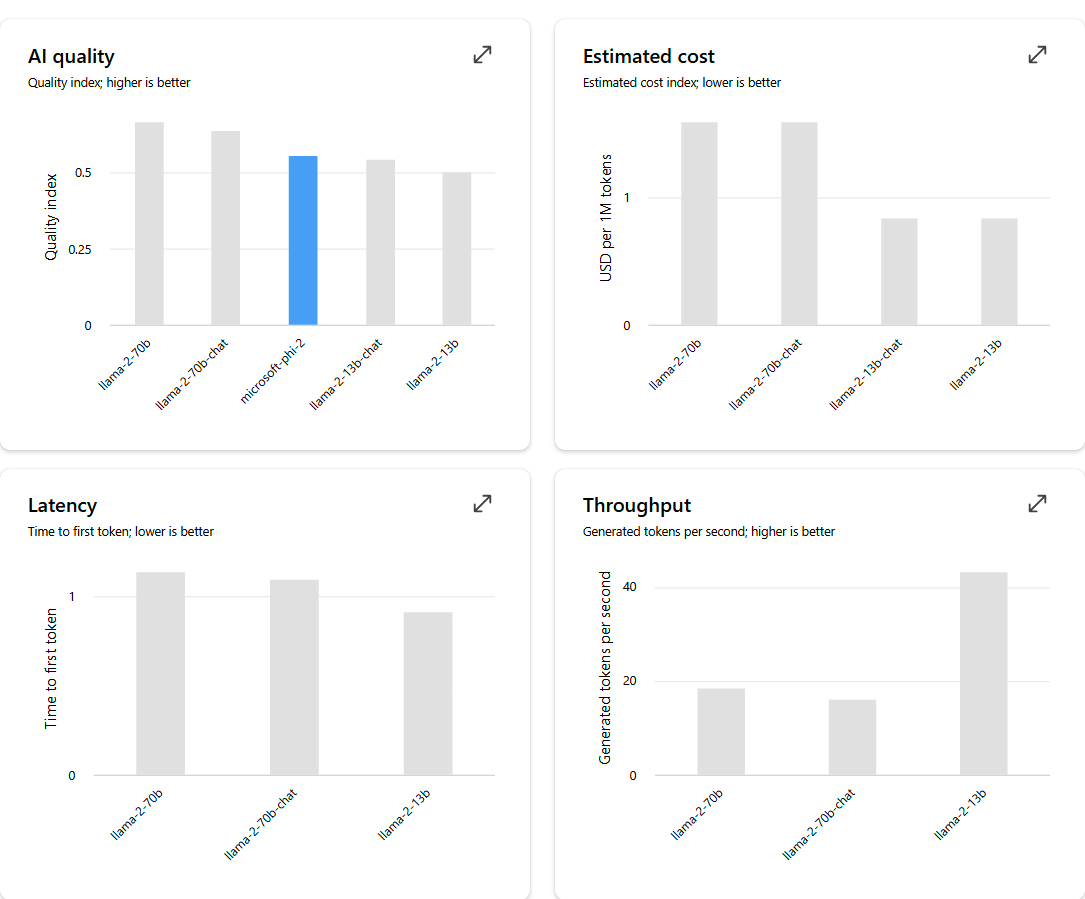 AI quality
Quality index; higher is better
Quality index
0.5
0.25
0
llama-2-70b
llama-2-70b-chat
microsoft-phi-2
llama-2-13b-chat
llama-2-13b
Estimated cost
Estimated cost index; lower is better
USD per 1M tokens
1
0
llama-2-70b
llama-2-70b-chat
llama-2-13b-chat
llama-2-13b
Latency
Time to first token; lower is better
Time to first token
1
0
llama-2-70b
llama-2-70b-chat
llama-2-13b
Throughput
Generated tokens per second; higher is better
Generated tokens per second
40
20
0
llama-2-70b
llama-2-70b-chat
llama-2-13b